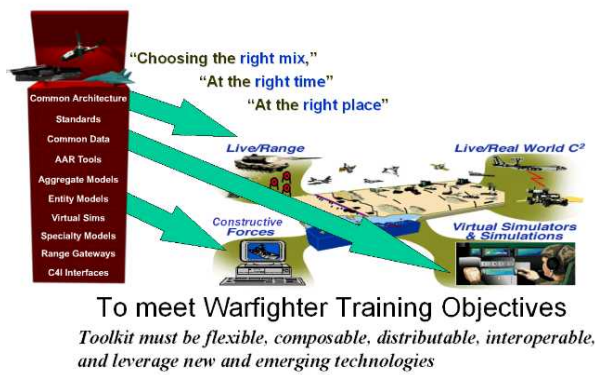 “Choosing the right mix,”
“At the right time”
“At the right place”
Common Architecture
Standards
Common Data
AAR Tools
Aggregate Models
Entity Models
Virtual Sims
Specialty Models
Range Gateways
C4I Interfaces
Live/Range
Live/Real World C²
Constructive
Forces
Virtual Simulators
& Simulations
To meet Warfighter Training Objectives
Toolkit must be flexible, composable, distributable, interoperable,
and leverage new and emerging technologies